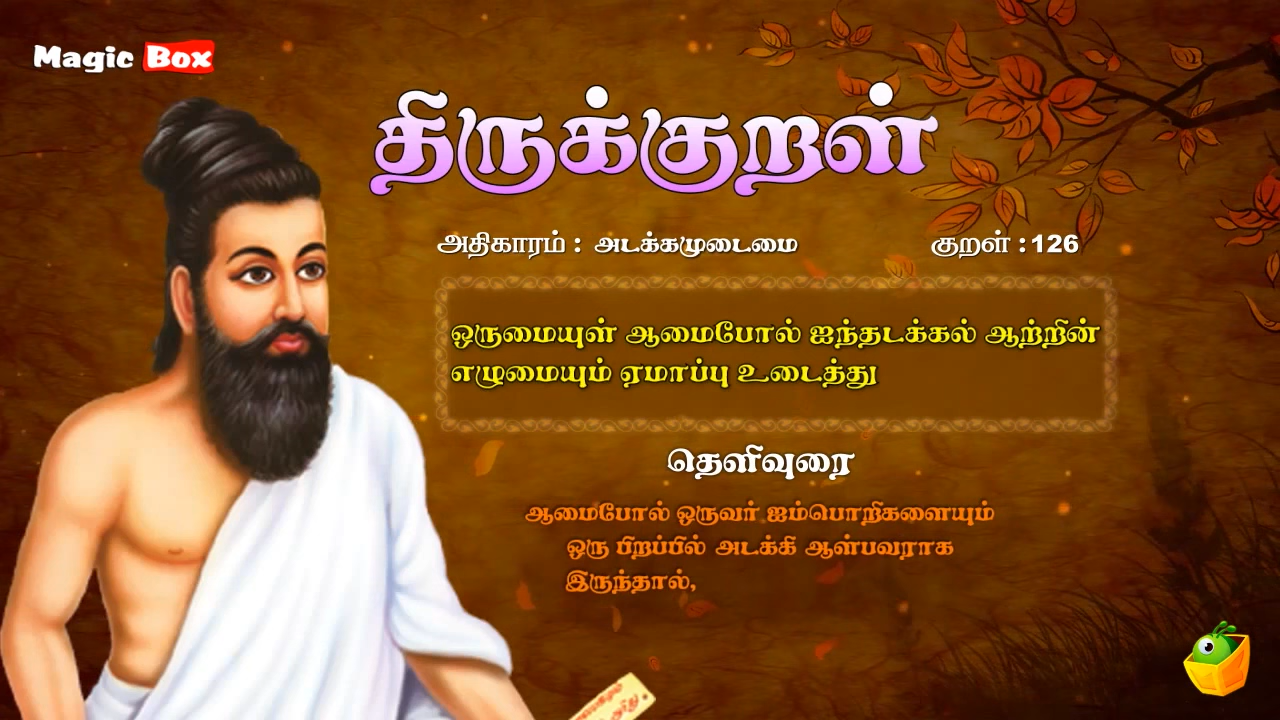 Magic Box
திருக்குறள்
அதிகாரம் : அடக்கமுடைமை குறள் : 126
ஒருமையுள் ஆமைபோல் ஐந்தடக்கல் ஆற்றின்
எழுமையும் ஏமாப்பு உடைத்து
தெளிவுரை
ஆமைபோல் ஒருவர் ஐம்பொறிகளையும்
ஒரு பிறப்பில் அடக்கி ஆள்பவராக
இருந்தால்,